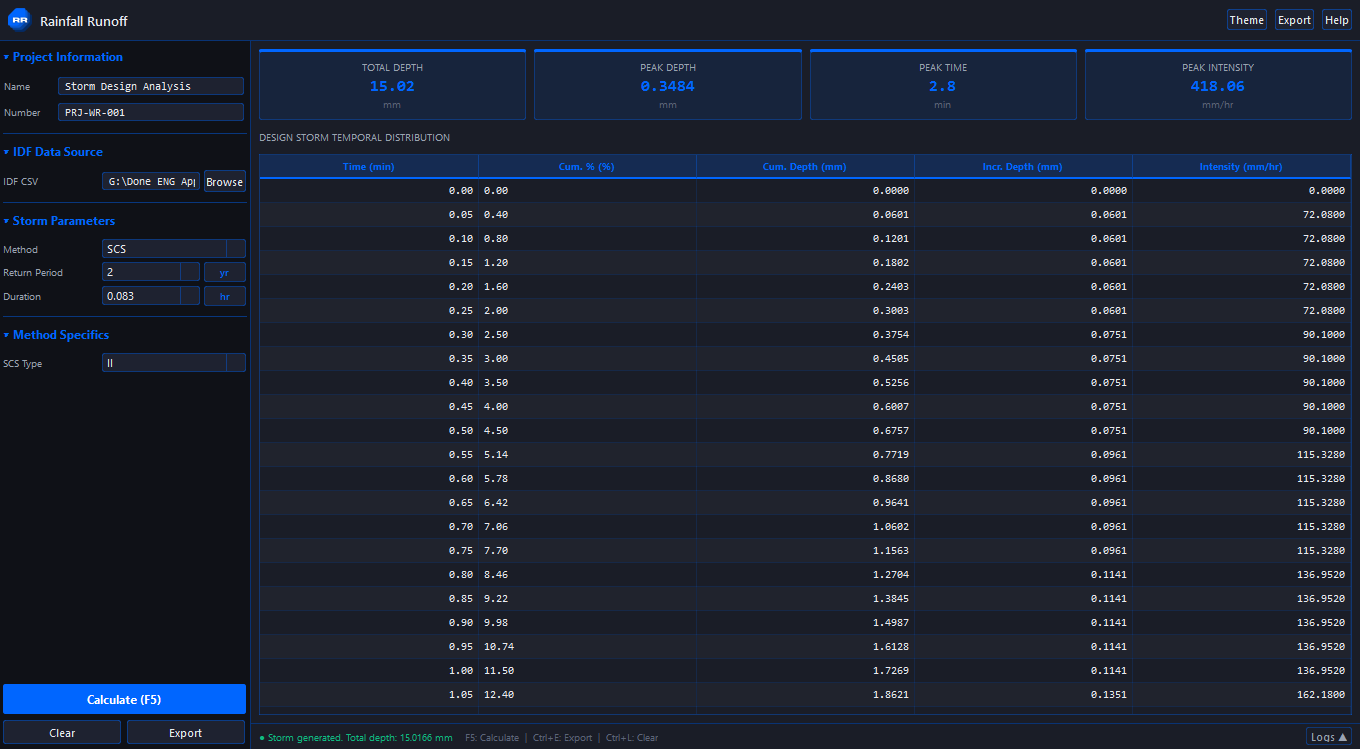 RR Rainfall Runoff Theme Export Help
▾ Project Information
Name Storm Design Analysis
Number PRJ-WR-001
▾ IDF Data Source
IDF CSV G:\Done ENG App Browse
▾ Storm Parameters
Method SCS
Return Period 2 yr
Duration 0.083 hr
▾ Method Specifics
SCS Type II
Calculate (F5)
Clear Export
TOTAL DEPTH
15.02
mm
PEAK DEPTH
0.3484
mm
PEAK TIME
2.8
min
PEAK INTENSITY
418.06
mm/hr
DESIGN STORM TEMPORAL DISTRIBUTION
Time (min) Cum. % (%) Cum. Depth (mm) Incr. Depth (mm) Intensity (mm/hr)
0.00 0.00 0.0000 0.0000 0.0000
0.05 0.40 0.0601 0.0601 72.0800
0.10 0.80 0.1201 0.0601 72.0800
0.15 1.20 0.1802 0.0601 72.0800
0.20 1.60 0.2403 0.0601 72.0800
0.25 2.00 0.3003 0.0601 72.0800
0.30 2.50 0.3754 0.0751 90.1000
0.35 3.00 0.4505 0.0751 90.1000
0.40 3.50 0.5256 0.0751 90.1000
0.45 4.00 0.6007 0.0751 90.1000
0.50 4.50 0.6757 0.0751 90.1000
0.55 5.14 0.7719 0.0961 115.3280
0.60 5.78 0.8680 0.0961 115.3280
0.65 6.42 0.9641 0.0961 115.3280
0.70 7.06 1.0602 0.0961 115.3280
0.75 7.70 1.1563 0.0961 115.3280
0.80 8.46 1.2704 0.1141 136.9520
0.85 9.22 1.3845 0.1141 136.9520
0.90 9.98 1.4987 0.1141 136.9520
0.95 10.74 1.6128 0.1141 136.9520
1.00 11.50 1.7269 0.1141 136.9520
1.05 12.40 1.8621 0.1351 162.1800
● Storm generated. Total depth: 15.0166 mm F5: Calculate | Ctrl+E: Export | Ctrl+L: Clear Logs ▲